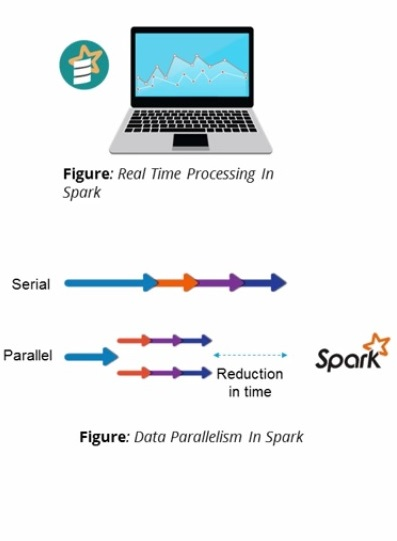 Figure: Real Time Processing In
Spark
Serial
Parallel
Reduction
in time
Spark
Figure: Data Parallelism In Spark